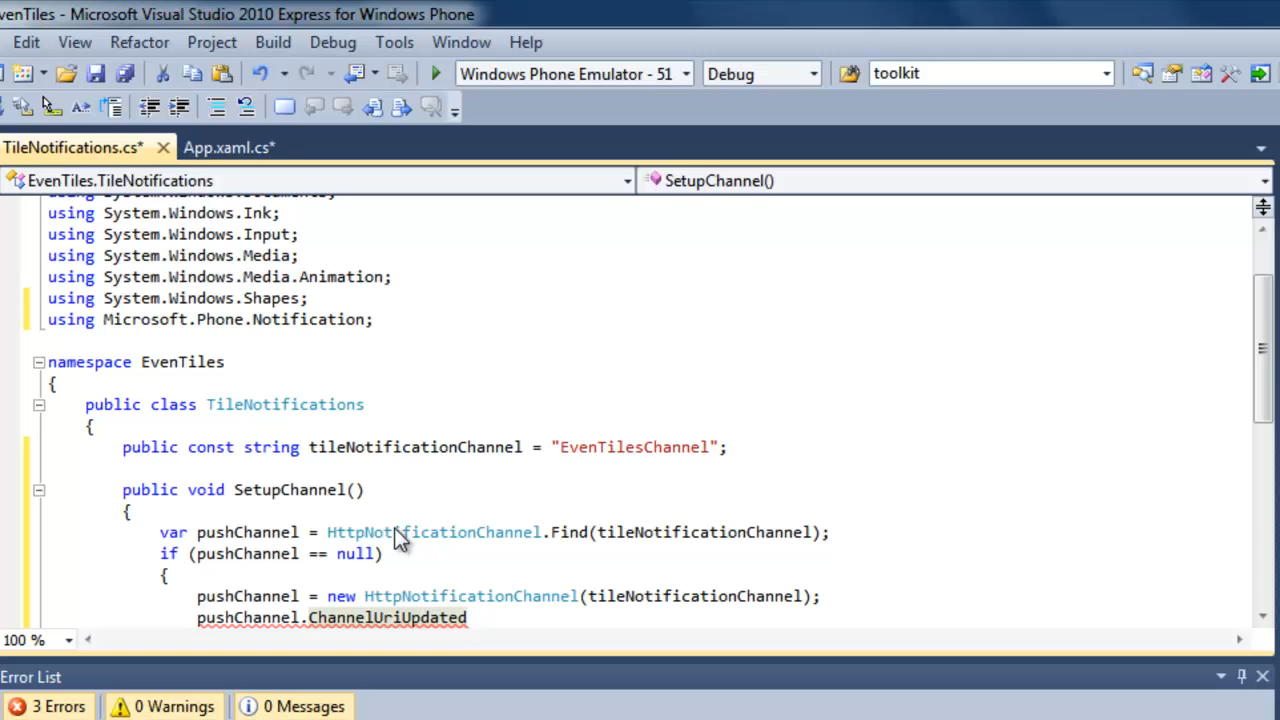 venTiles - Microsoft Visual Studio 2010 Express for Windows Phone
Edit View Refactor Project Build Debug Tools Window Help
Windows Phone Emulator - 51 Debug toolkit
TileNotifications.cs* App.xaml.cs*
EvenTiles.TileNotifications SetupChannel()
using System.Windows.Documents;
using System.Windows.Ink;
using System.Windows.Input;
using System.Windows.Media;
using System.Windows.Media.Animation;
using System.Windows.Shapes;
using Microsoft.Phone.Notification;
namespace EvenTiles
{
public class TileNotifications
{
public const string tileNotificationChannel = "EvenTilesChannel";
public void SetupChannel()
{
var pushChannel = HttpNotificationChannel.Find(tileNotificationChannel);
if (pushChannel == null)
{
pushChannel = new HttpNotificationChannel(tileNotificationChannel);
pushChannel.ChannelUriUpdated
100 %
Error List
3 Errors 0 Warnings 0 Messages